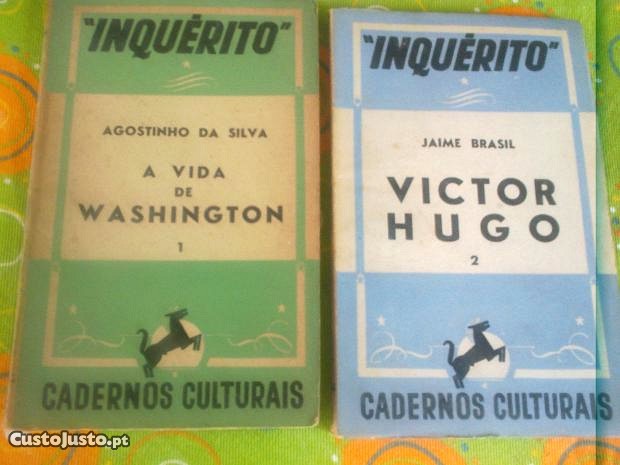 "INQUÉRITO"
AGOSTINHO DA SILVA
A VIDA
DE
WASHINGTON
1
CADERNOS CULTURAIS
"INQUÉRITO"
JAIME BRASIL
VICTOR
HUGO
2
CADERNOS CULTURAIS
CustoJusto.pt